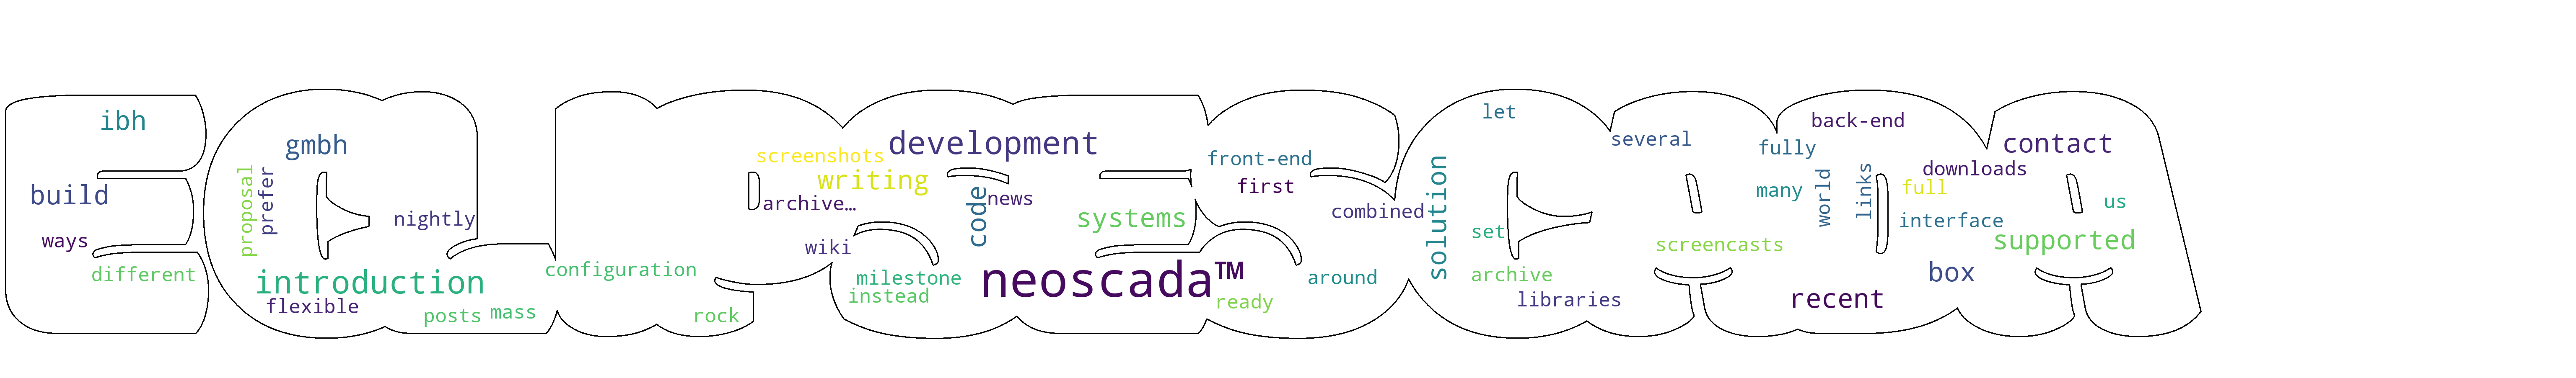 ECLIPSESCADA
ibh
build
ways
different
gmbh
proposal
prefer
nightly
introduction
flexible
posts
mass
configuration
rock
screenshots
development
writing
archive…
code
news
wiki
systems
milestone
instead
neoscada™
ready
front-end
first
combined
around
solution
let
set
archive
libraries
several
screencasts
back-end
fully
many
world
links
downloads
full
interface
box
recent
contact
us
supported